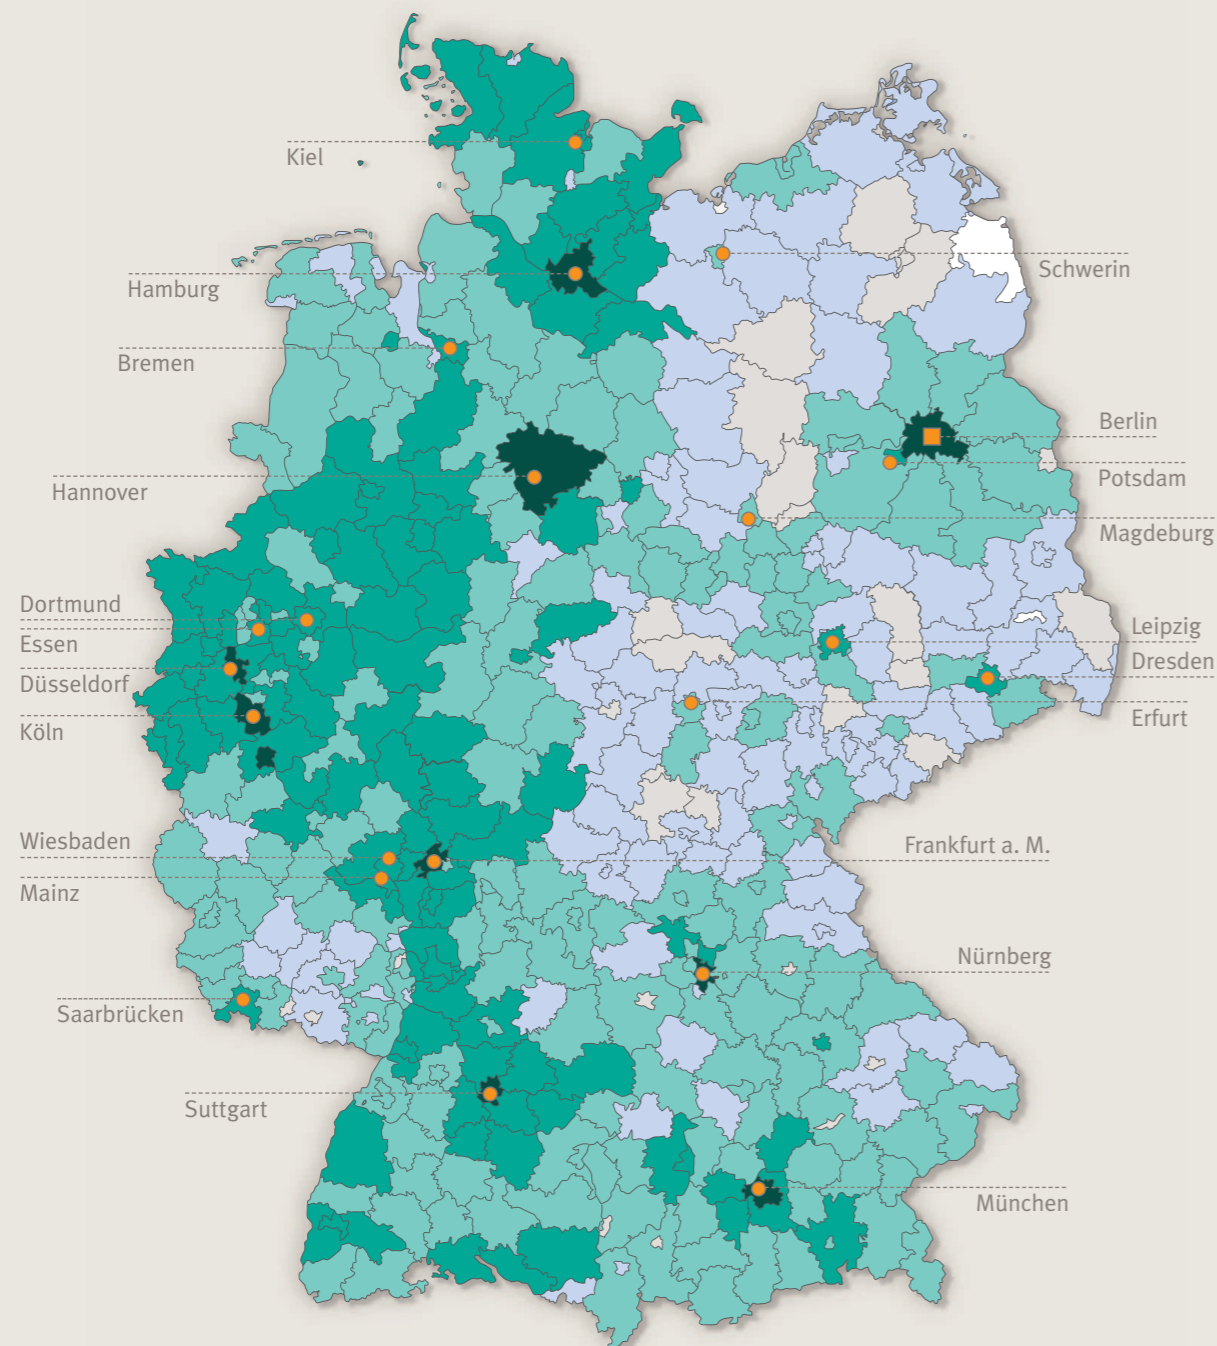 Kiel
Schwerin
Hamburg
Bremen
Berlin
Potsdam
Hannover
Magdeburg
Dortmund
Essen
Leipzig
Düsseldorf
Dresden
Köln
Erfurt
Wiesbaden
Frankfurt a. M.
Mainz
Nürnberg
Saarbrücken
Suttgart
München